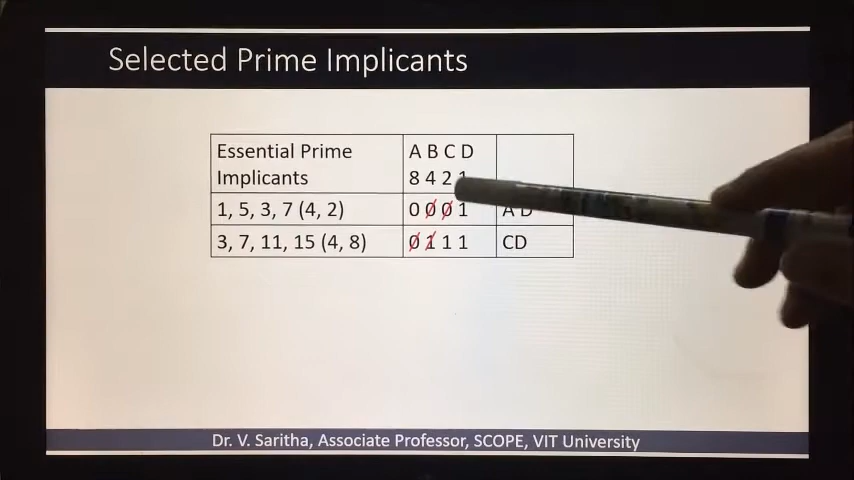 Selected Prime Implicants
Essential Prime Implicants
A B C D
8 4 2 1
1, 5, 3, 7 (4, 2)
0 0 0 1
A D
3, 7, 11, 15 (4, 8)
0 1 1 1
CD
Dr. V. Saritha, Associate Professor, SCOPE, VIT University